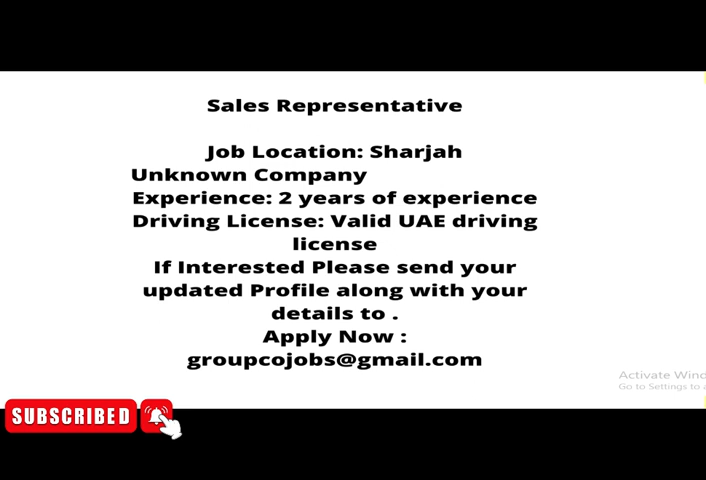 Sales Representative
Job Location: Sharjah
Unknown Company
Experience: 2 years of experience
Driving License: Valid UAE driving
license
If Interested Please send your
updated Profile along with your
details to .
Apply Now :
groupcojobs@gmail.com
Activate Wind
Go to Settings to a
SUBSCRIBED